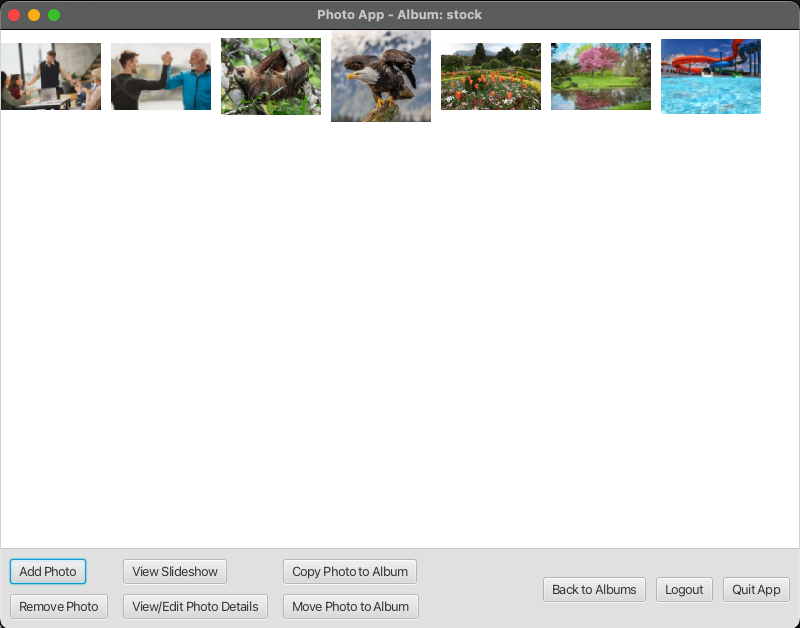 Photo App - Album: stock
Add Photo
View Slideshow
Copy Photo to Album
Back to Albums
Logout
Quit App
Remove Photo
View/Edit Photo Details
Move Photo to Album